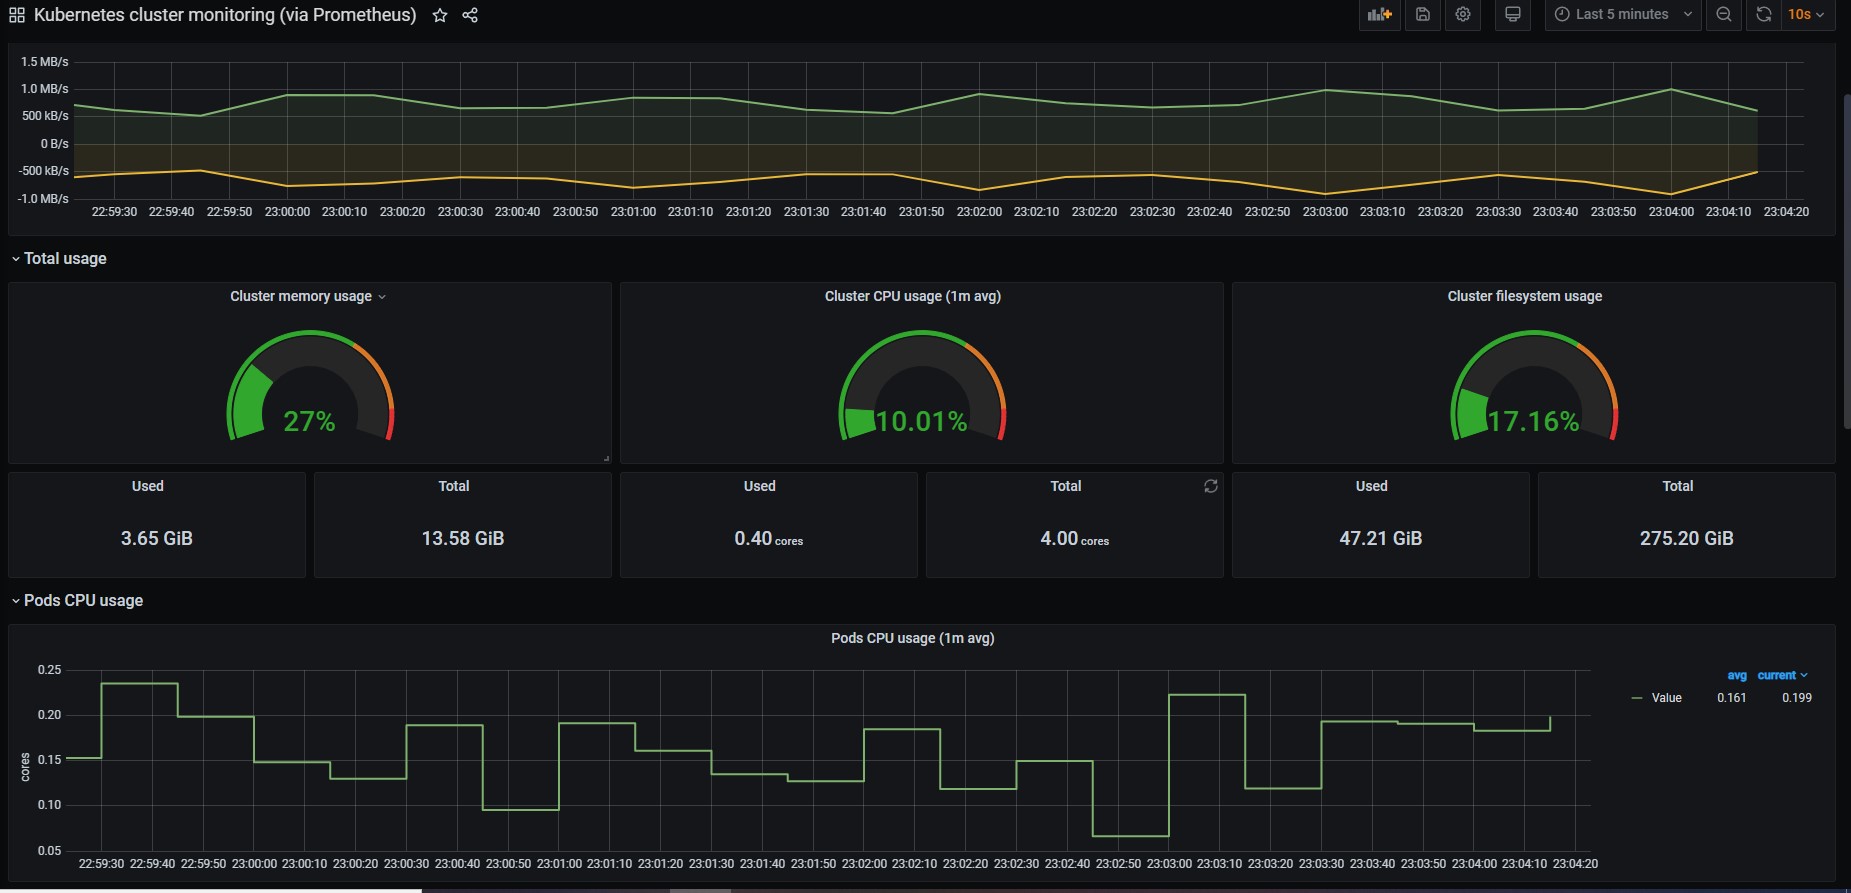 Kubernetes cluster monitoring (via Prometheus)
Last 5 minutes
10s
1.5 MB/s
1.0 MB/s
500 kB/s
0 B/s
-500 kB/s
-1.0 MB/s
22:59:30 22:59:40 22:59:50 23:00:00 23:00:10 23:00:20 23:00:30 23:00:40 23:00:50 23:01:00 23:01:10 23:01:20 23:01:30 23:01:40 23:01:50 23:02:00 23:02:10 23:02:20 23:02:30 23:02:40 23:02:50 23:03:00 23:03:10 23:03:20 23:03:30 23:03:40 23:03:50 23:04:00 23:04:10 23:04:20
Total usage
Cluster memory usage
27%
Cluster CPU usage (1m avg)
10.01%
Cluster filesystem usage
17.16%
Used
3.65 GiB
Total
13.58 GiB
Used
0.40 cores
Total
4.00 cores
Used
47.21 GiB
Total
275.20 GiB
Pods CPU usage
Pods CPU usage (1m avg)
cores
0.25
0.20
0.15
0.10
0.05
22:59:30 22:59:40 22:59:50 23:00:00 23:00:10 23:00:20 23:00:30 23:00:40 23:00:50 23:01:00 23:01:10 23:01:20 23:01:30 23:01:40 23:01:50 23:02:00 23:02:10 23:02:20 23:02:30 23:02:40 23:02:50 23:03:00 23:03:10 23:03:20 23:03:30 23:03:40 23:03:50 23:04:00 23:04:10 23:04:20
avg current
Value 0.161 0.199